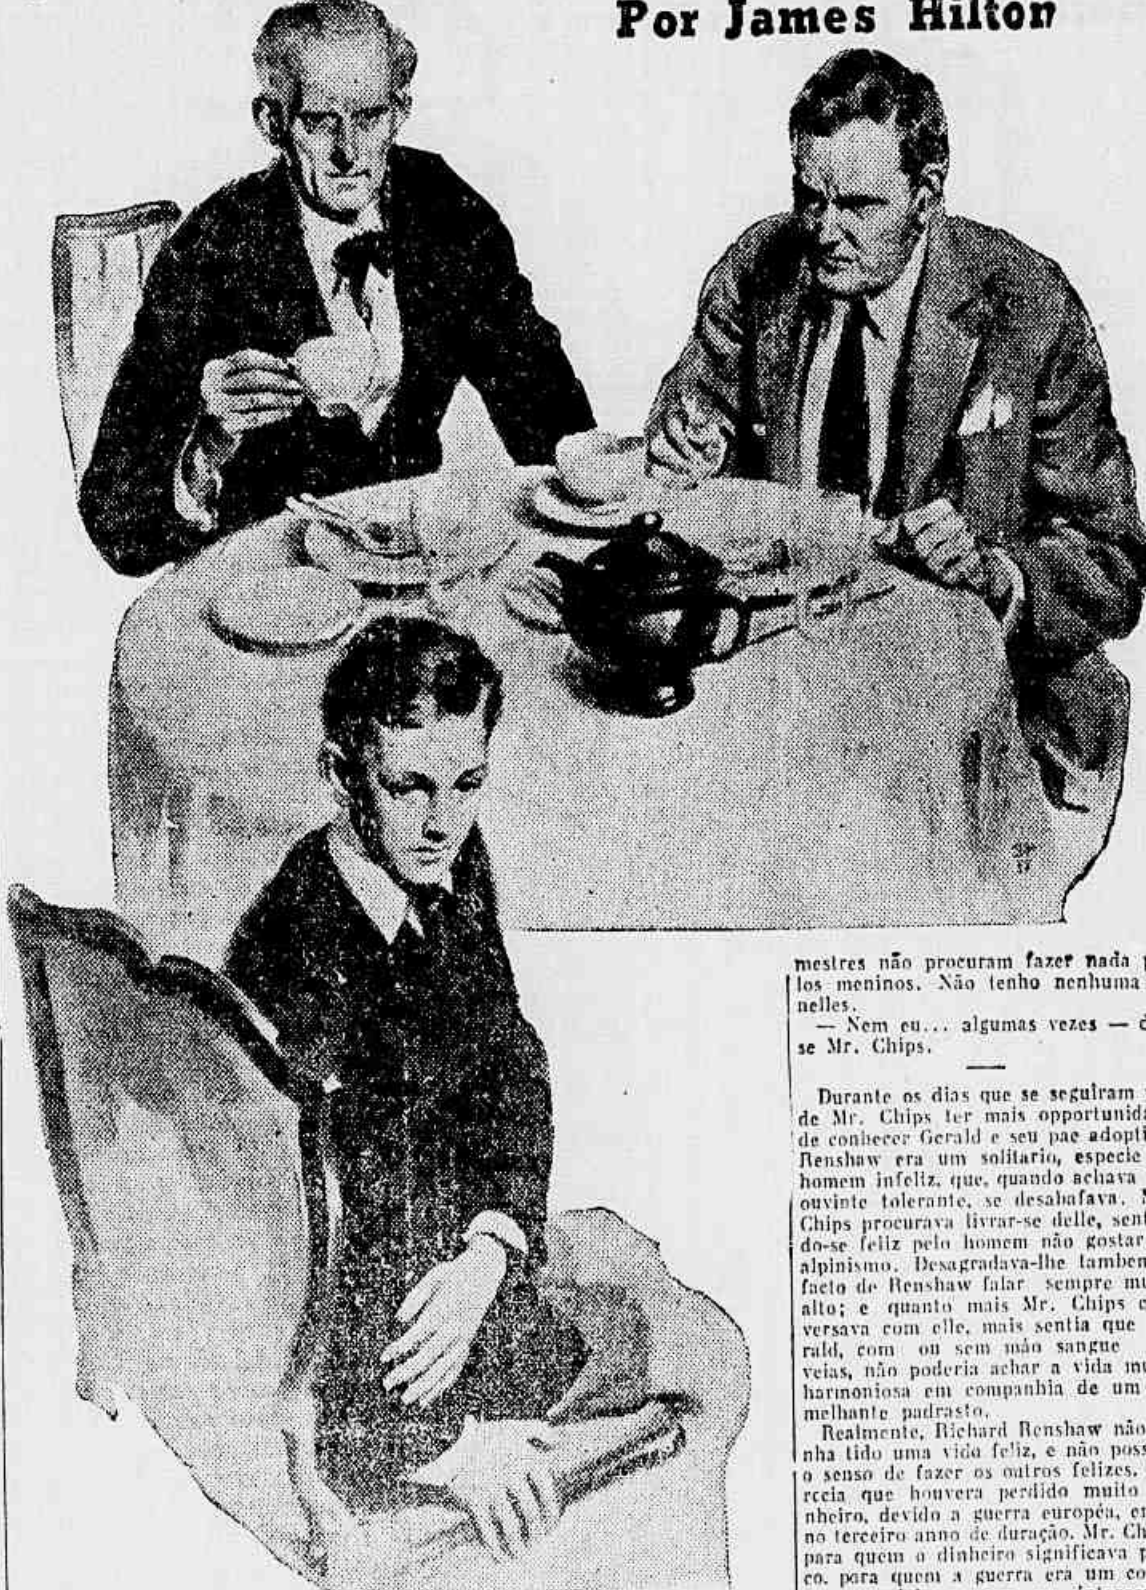 Por James Hilton
mestres não procuram fazer nada p
los meninos. Não tenho nenhuma
nelles.
— Nem eu... algumas vezes — d
se Mr. Chips.
Durante os dias que se seguiram
de Mr. Chips ter mais opportunida
de conhecer Gerald e seu pae adopti
Renshaw era um solitario, especie
homem infeliz, que, quando achava
ouvinte tolerante, se desabafava.
Chips procurava livrar-se delle, sent
do-se feliz pelo homem não gostar
alpinismo. Desagradava-lhe tambem
facto de Renshaw falar sempre mu
alto; e quanto mais Mr. Chips c
versava com elle, mais sentia que
rald, com ou sem máo sangue
veias, não poderia achar a vida mu
harmoniosa em companhia de um
melhante padrasto.
Realmente, Richard Renshaw não
nha tido uma vida feliz, e não poss
o senso de fazer os outros felizes.
recia que houvera perdido muito
nheiro, devido a guerra européa, e
no terceiro anno de duração. Mr. Ch
para quem o dinheiro significava p
co, para quem a guerra era um co